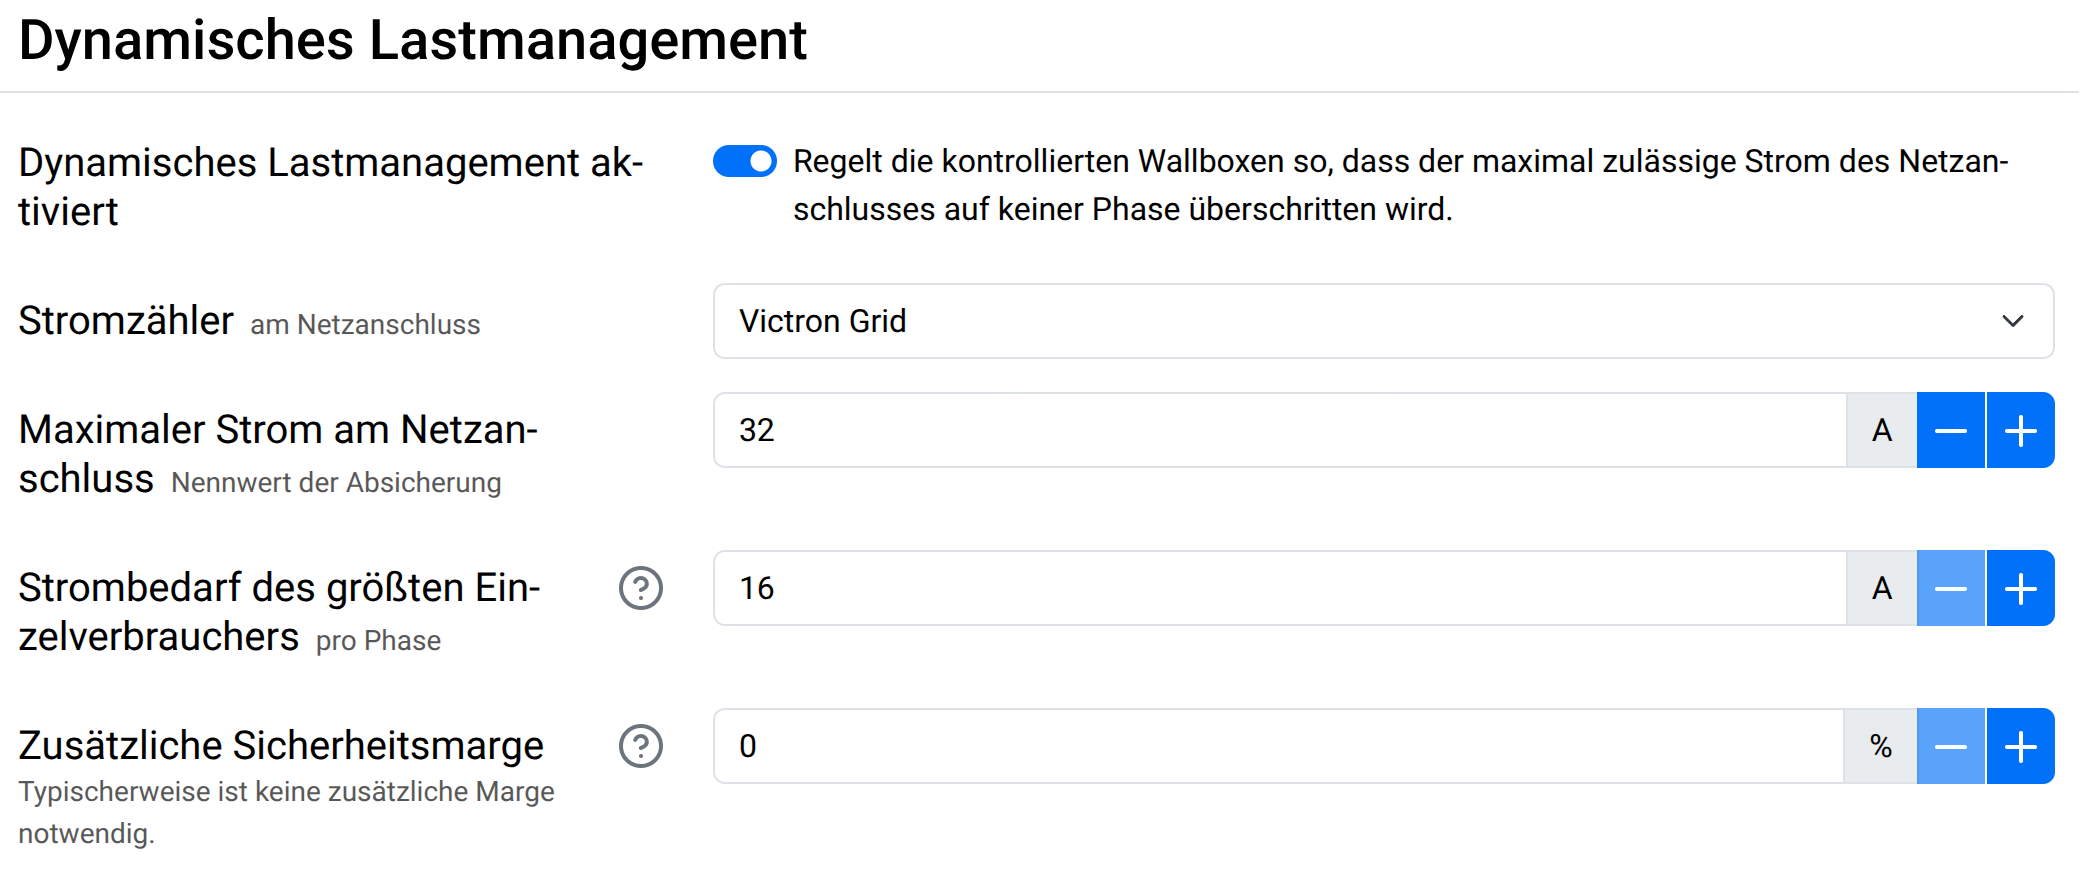 Dynamisches Lastmanagement
Dynamisches Lastmanagement ak-
tiviert
Regelt die kontrollierten Wallboxen so, dass der maximal zulässige Strom des Netzan-
schlusses auf keiner Phase überschritten wird.
Stromzähler am Netzanschluss
Victron Grid
Maximaler Strom am Netzan-
schluss Nennwert der Absicherung
32 A
Strombedarf des größten Ein-
zelverbrauchers pro Phase
16 A
Zusätzliche Sicherheitsmarge
Typischerweise ist keine zusätzliche Marge
notwendig.
0 %